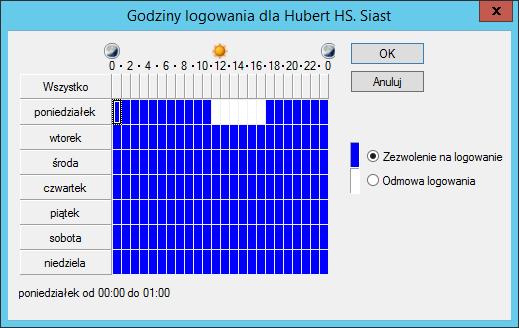 Godziny logowania dla Hubert HS. Siast
x
0 · 2 · 4 · 6 · 8 · 10 · 12 · 14 · 16 · 18 · 20 · 22 · 0
OK
Wszystko
Anuluj
poniedziałek
wtorek
środa
Zezwolenie na logowanie
czwartek
Odmowa logowania
piątek
sobota
niedziela
poniedziałek od 00:00 do 01:00